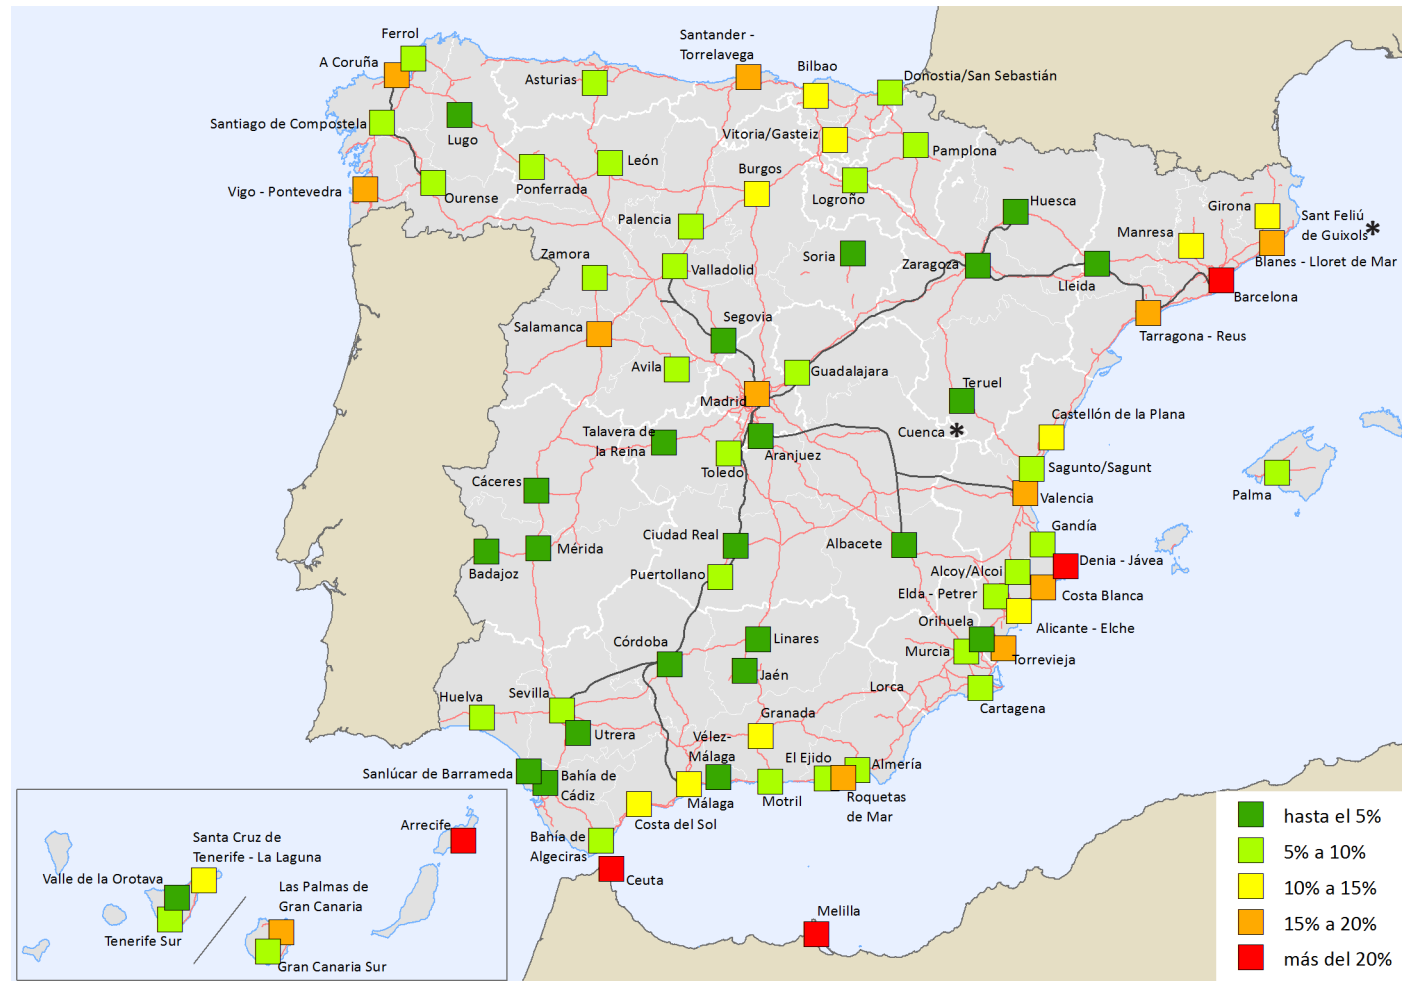 Ferrol
Santander -
Torrelavega
A Coruña
Bilbao
Asturias
Donostia/San Sebastián
Santiago de Compostela
Lugo
Vitoria/Gasteiz
Pamplona
León
Ponferrada
Burgos
Vigo - Pontevedra
Ourense
Logroño
Huesca
Girona
Sant Feliú
de Guixols*
Palencia
Manresa
Zamora
Soria
Zaragoza
Blanes - Lloret de Mar
Valladolid
Lleida
Barcelona
Segovia
Salamanca
Tarragona - Reus
Avila
Guadalajara
Teruel
Madrid
Castellón de la Plana
Talavera de
la Reina
Cuenca *
Aranjuez
Toledo
Sagunto/Sagunt
Cáceres
Valencia
Palma
Gandía
Ciudad Real
Albacete
Mérida
Badajoz
Denia - Jávea
Puertollano
Alcoy/Alcoi
Elda - Petrer
Costa Blanca
Orihuela
Alicante - Elche
Córdoba
Linares
Murcia
Torrevieja
Jaén
Lorca
Huelva
Sevilla
Cartagena
Granada
Utrera
Vélez-
Málaga
El Ejido
Almería
Sanlúcar de Barrameda
Bahía de
Cádiz
Málaga
Motril
Roquetas
de Mar
Costa del Sol
Bahía de
Algeciras
Ceuta
Melilla
Arrecife
Santa Cruz de
Tenerife - La Laguna
Valle de la Orotava
Las Palmas de
Gran Canaria
Tenerife Sur
Gran Canaria Sur
hasta el 5%
5% a 10%
10% a 15%
15% a 20%
más del 20%